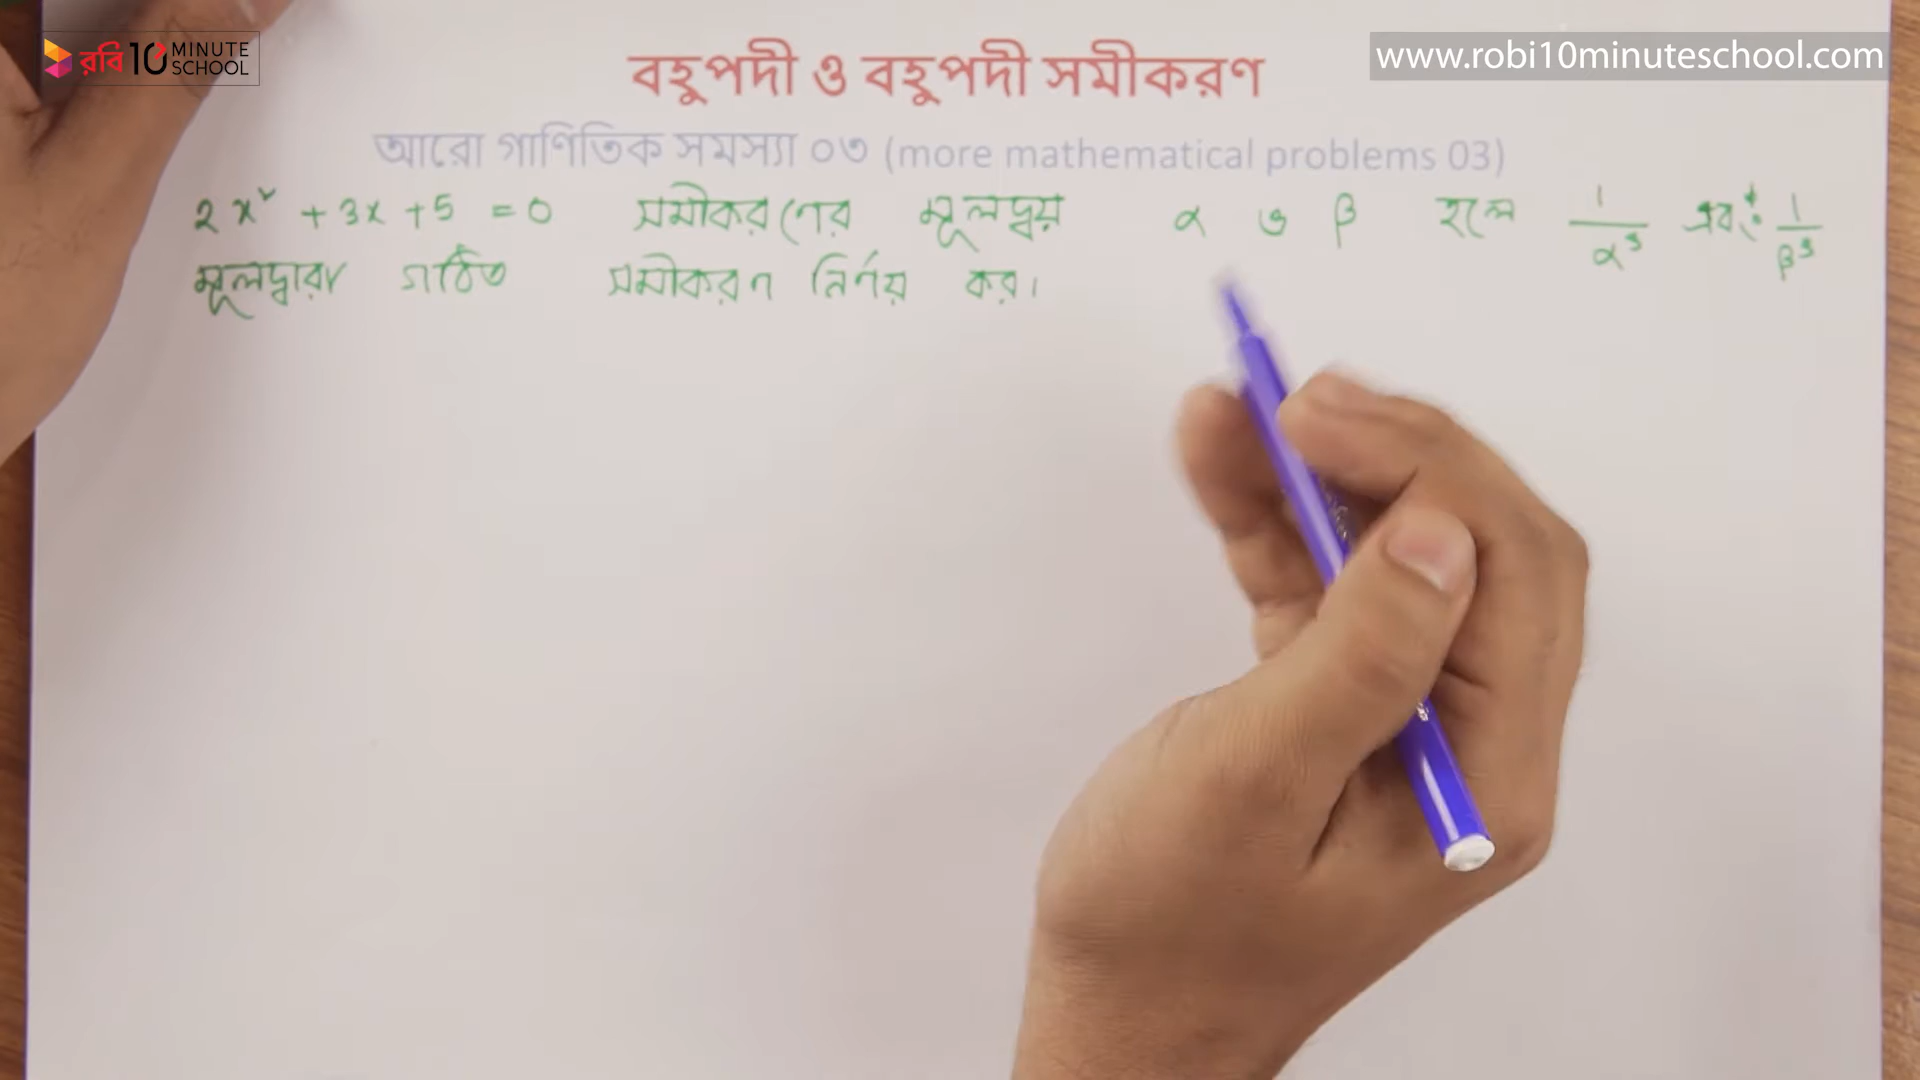 রবি 10 MINUTE SCHOOL
www.robi10minuteschool.com
বহুপদী ও বহুপদী সমীকরণ
আরো গাণিতিক সমস্যা ০৩ (more mathematical problems 03)
2x² + 3x + 5 = 0 সমীকরণের মূলদ্বয় α ও β হলে 1/α³ এবং 1/β³
মূলদ্বারা গঠিত সমীকরণ নির্ণয় কর।